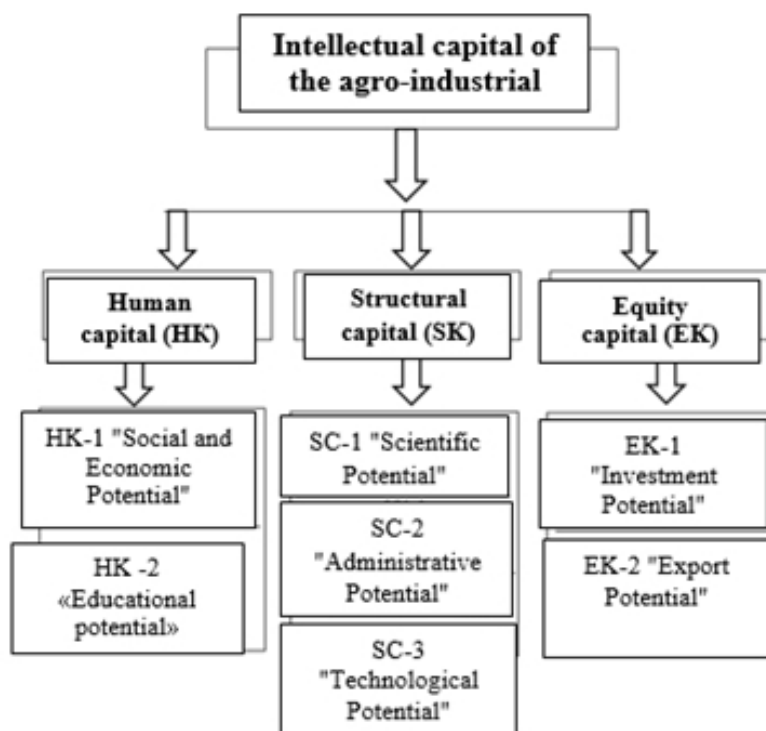 Intellectual capital of
the agro-industrial
Human
capital (HK)
Structural
capital (SK)
Equity
capital (EK)
HK-1 "Social and
Economic
Potential"
HK -2
«Educational
potential»
SC-1 "Scientific
Potential"
SC-2
"Administrative
Potential"
SC-3
"Technological
Potential"
EK-1
"Investment
Potential"
EK-2 "Export
Potential"